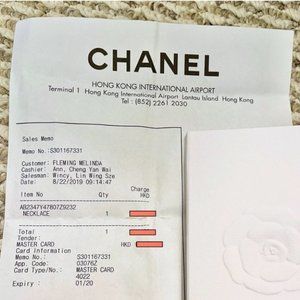 CHANEL
HONG KONG INTERNATIONAL AIRPORT
Terminal 1 Hong Kong International Airport Lantau Island Hong Kong
Tel : (852) 2261 2030
Sales Memo
Memo No.:S301167331
Customer: FLEMING MELINDA
Cashier: Ann, Cheng Yan Wai
Salesman: Wincy, Lin Wing Sze
Date: 8/22/2019 09:14:47
Item No Qty Charge HKD
AB2347Y47807Z9232
NECKLACE 1
Total 1
Tender:
MASTER CARD HKD
Card Information
Memo No.: S301167331
App. Code: 03076Z
Card Type/No.: MASTER CARD
4022
Expiry : 01/20